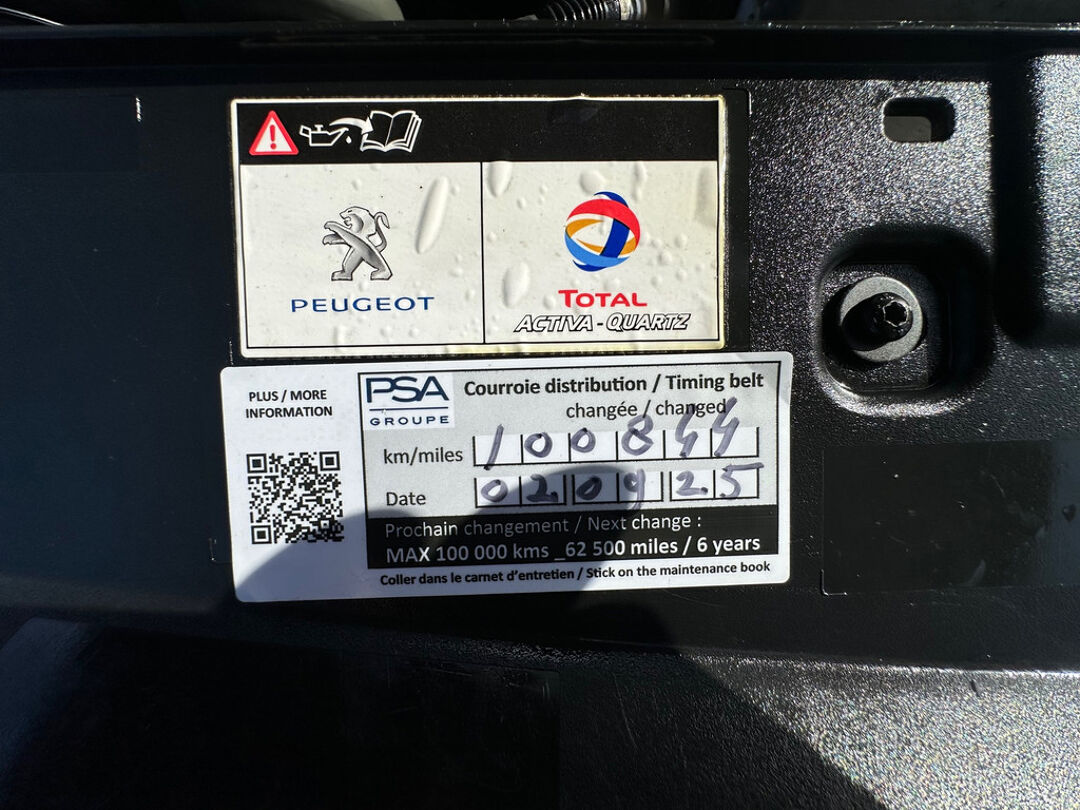 PEUGEOT
TOTAL
ACTIVA - QUARTZ
PLUS / MORE
INFORMATION
PSA
GROUPE
Courroie distribution / Timing belt
changée / changed
km/miles 100844
Date 020925
Prochain changement / Next change :
MAX 100 000 kms _62 500 miles / 6 years
Coller dans le carnet d'entretien / Stick on the maintenance book